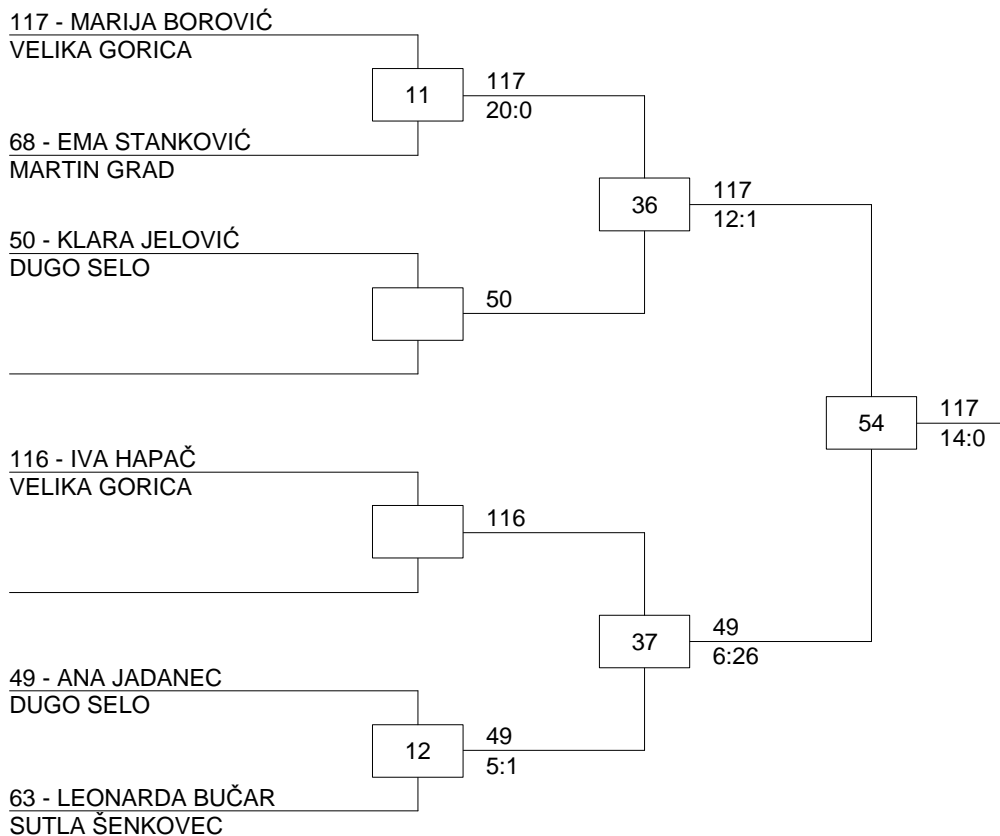 117 - MARIJA BOROVIĆ
VELIKA GORICA
11
117
20:0
68 - EMA STANKOVIĆ
MARTIN GRAD
36
117
12:1
50 - KLARA JELOVIĆ
DUGO SELO
50
54
117
14:0
116 - IVA HAPAČ
VELIKA GORICA
116
37
49
6:26
49 - ANA JADANEC
DUGO SELO
12
49
5:1
63 - LEONARDA BUČAR
SUTLA ŠENKOVEC